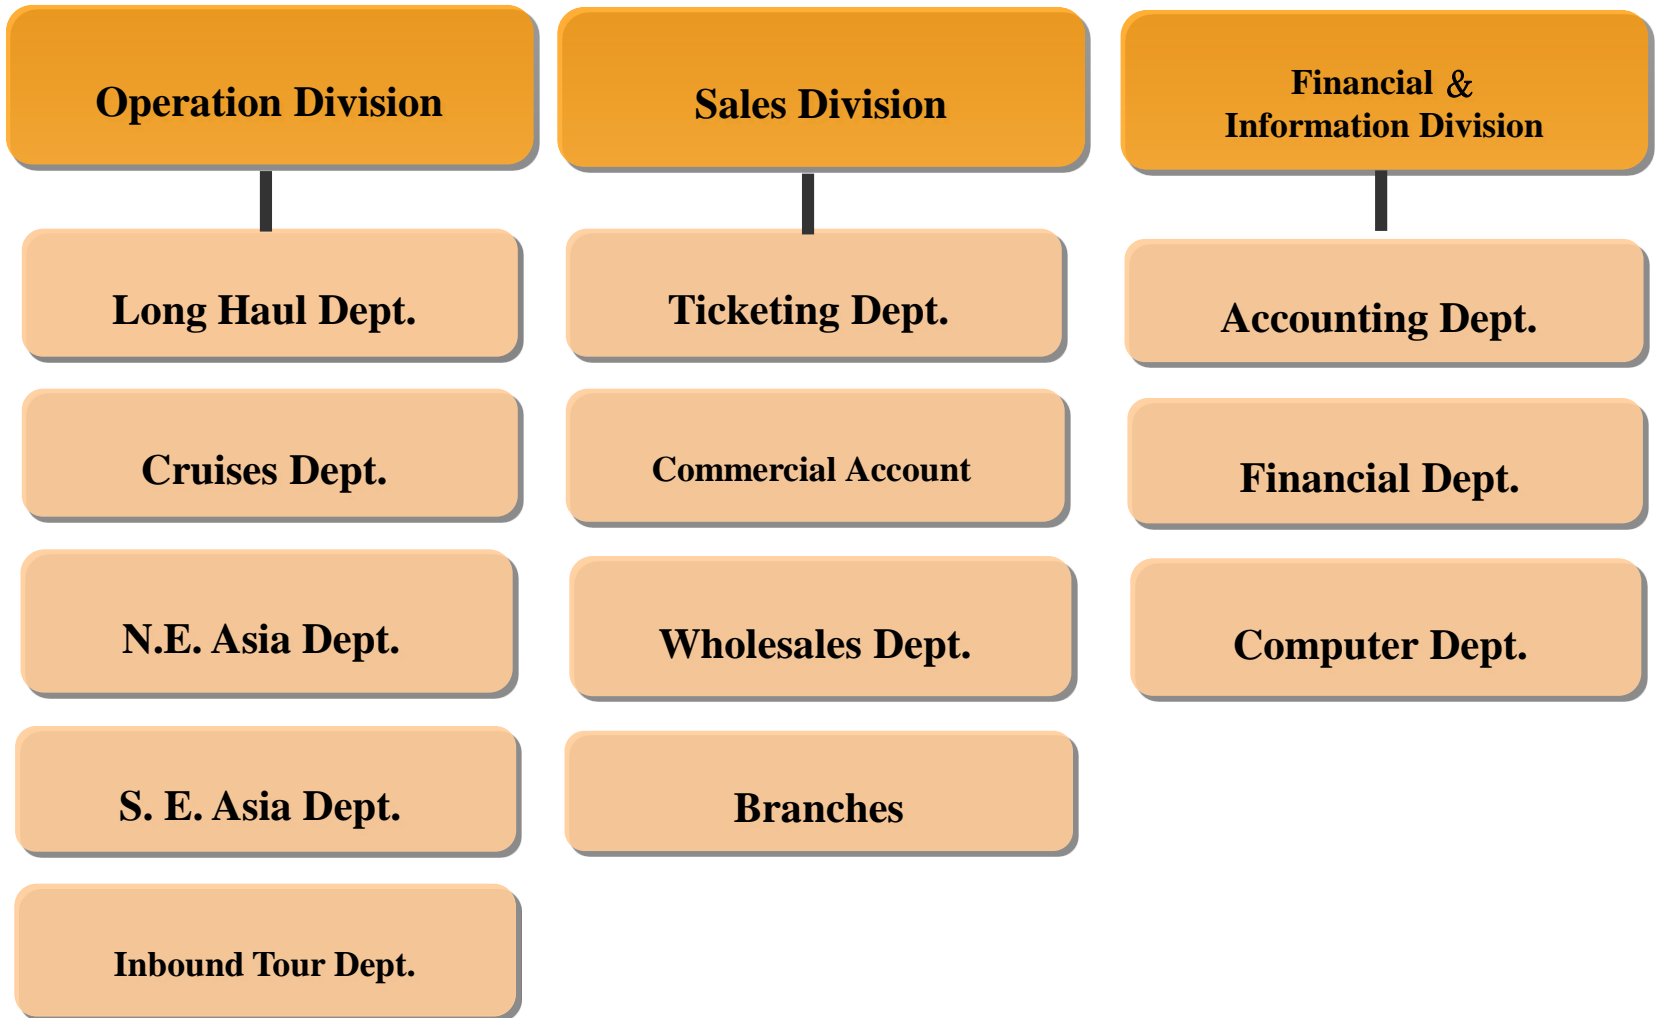 Operation Division
Long Haul Dept.
Cruises Dept.
N.E. Asia Dept.
S. E. Asia Dept.
Inbound Tour Dept.
Sales Division
Ticketing Dept.
Commercial Account
Wholesales Dept.
Branches
Financial &
Information Division
Accounting Dept.
Financial Dept.
Computer Dept.